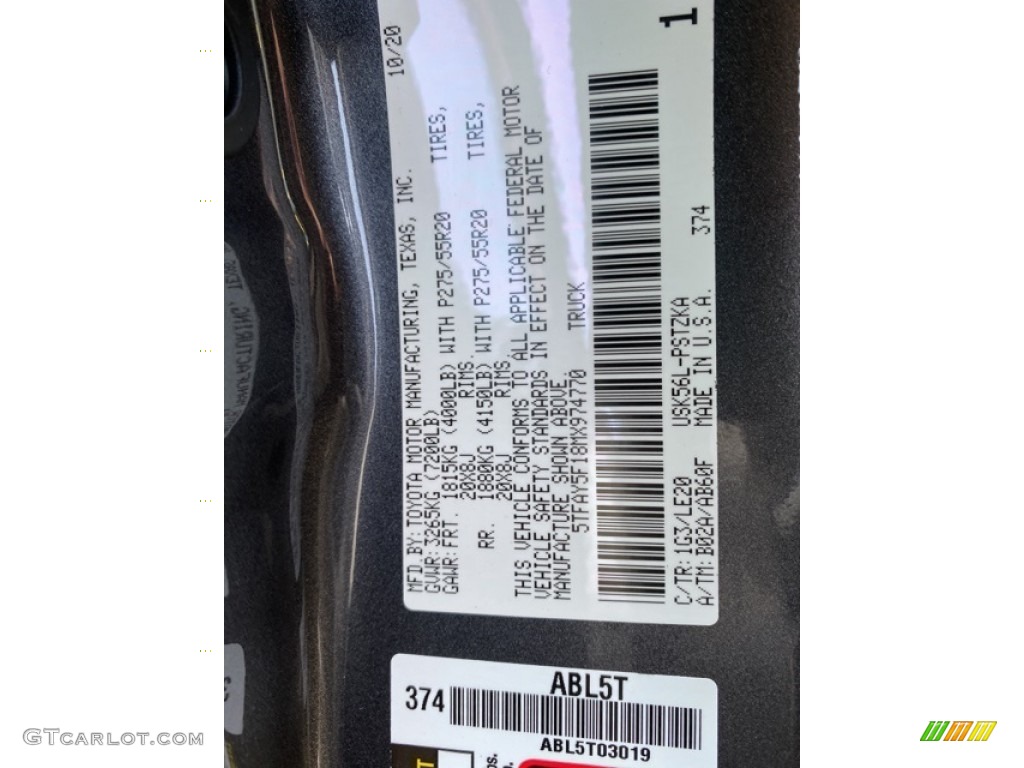 10/20
MFD.BY:TOYOTA MOTOR MANUFACTURING, TEXAS, INC.
GVWR:3265KG (7200LB)
GAWR:FRT. 1815KG (4000LB) WITH P275/55R20 TIRES,
20X8J RIMS.
RR. 1880KG (4150LB) WITH P275/55R20 TIRES,
20X8J RIMS.
THIS VEHICLE CONFORMS TO ALL APPLICABLE FEDERAL MOTOR
VEHICLE SAFETY STANDARDS IN EFFECT ON THE DATE OF
MANUFACTURE SHOWN ABOVE.
5TFAY5F18MX974770 TRUCK
1
C/TR:1G3/LE20 USK56L-PSTZKA 374
A/TM:B02A/AB60F MADE IN U.S.A.
ABL5T
374
ABL5T03019
GTCARLOT.COM